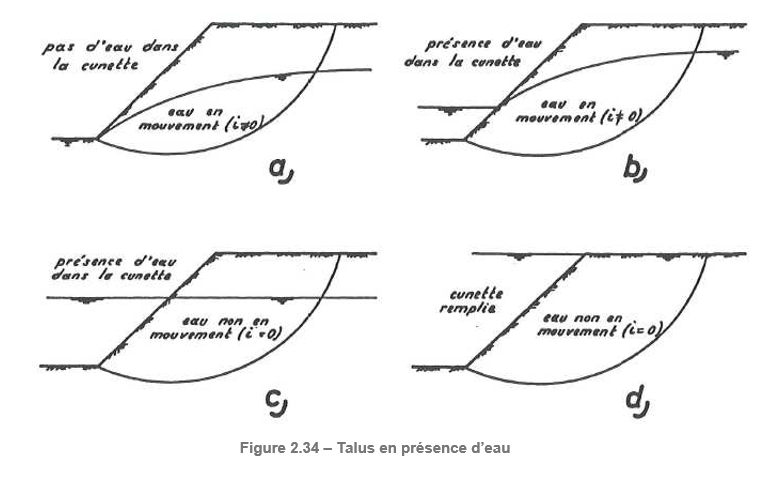 pas d'eau dans
la cunette
eau en
mouvement (i≠0)
a)
présence d'eau
dans la cunette
eau en
mouvement (i≠0)
b)
présence d'eau
dans la cunette
eau non en
mouvement (i=0)
c)
cunette
remplie
eau non en
mouvement (i=0)
d)
Figure 2.34 – Talus en présence d'eau